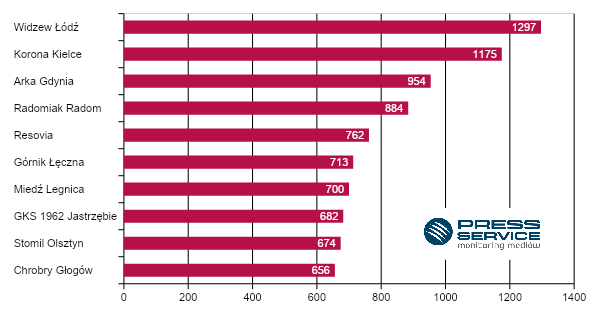 Widzew Łódź 1297
Korona Kielce 1175
Arka Gdynia 954
Radomiak Radom 884
Resovia 762
Górnik Łęczna 713
Miedź Legnica 700
GKS 1962 Jastrzębie 682
Stomil Olsztyn 674
Chrobry Głogów 656
PRESS
SERVICE
monitoring mediów
0 200 400 600 800 1000 1200 1400